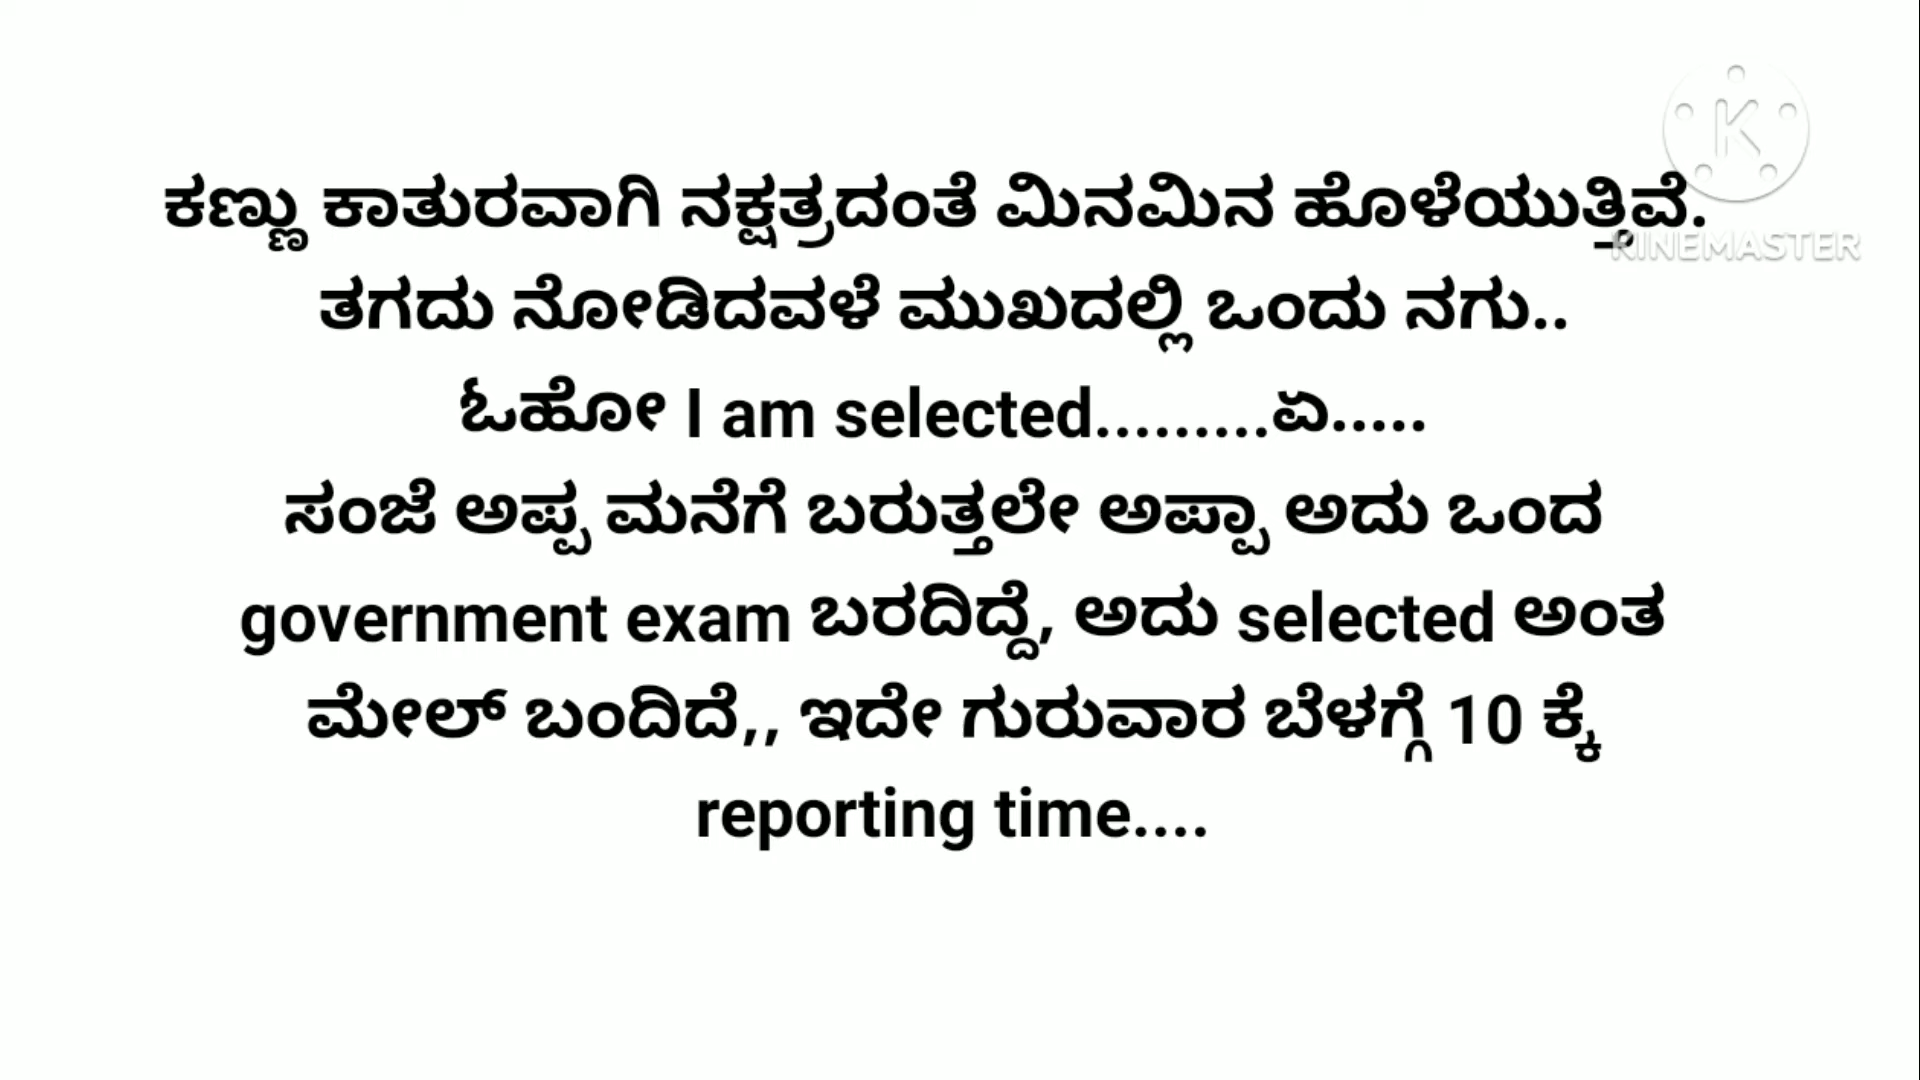 ಕಣ್ಣು ಕಾತುರವಾಗಿ ನಕ್ಷತ್ರದಂತೆ ಮಿನಮಿನ ಹೊಳೆಯುತ್ತಿವೆ.
ತಗದು ನೋಡಿದವಳೆ ಮುಖದಲ್ಲಿ ಒಂದು ನಗು..
ಓಹೋ I am selected.........ಏ.....
ಸಂಜೆ ಅಪ್ಪ ಮನೆಗೆ ಬರುತ್ತಲೇ ಅಪ್ಪಾ ಅದು ಒಂದ
government exam ಬರದಿದ್ದೆ, ಅದು selected ಅಂತ
ಮೇಲ್ ಬಂದಿದೆ,, ಇದೇ ಗುರುವಾರ ಬೆಳಗ್ಗೆ 10 ಕ್ಕೆ
reporting time....
K
KINEMASTER